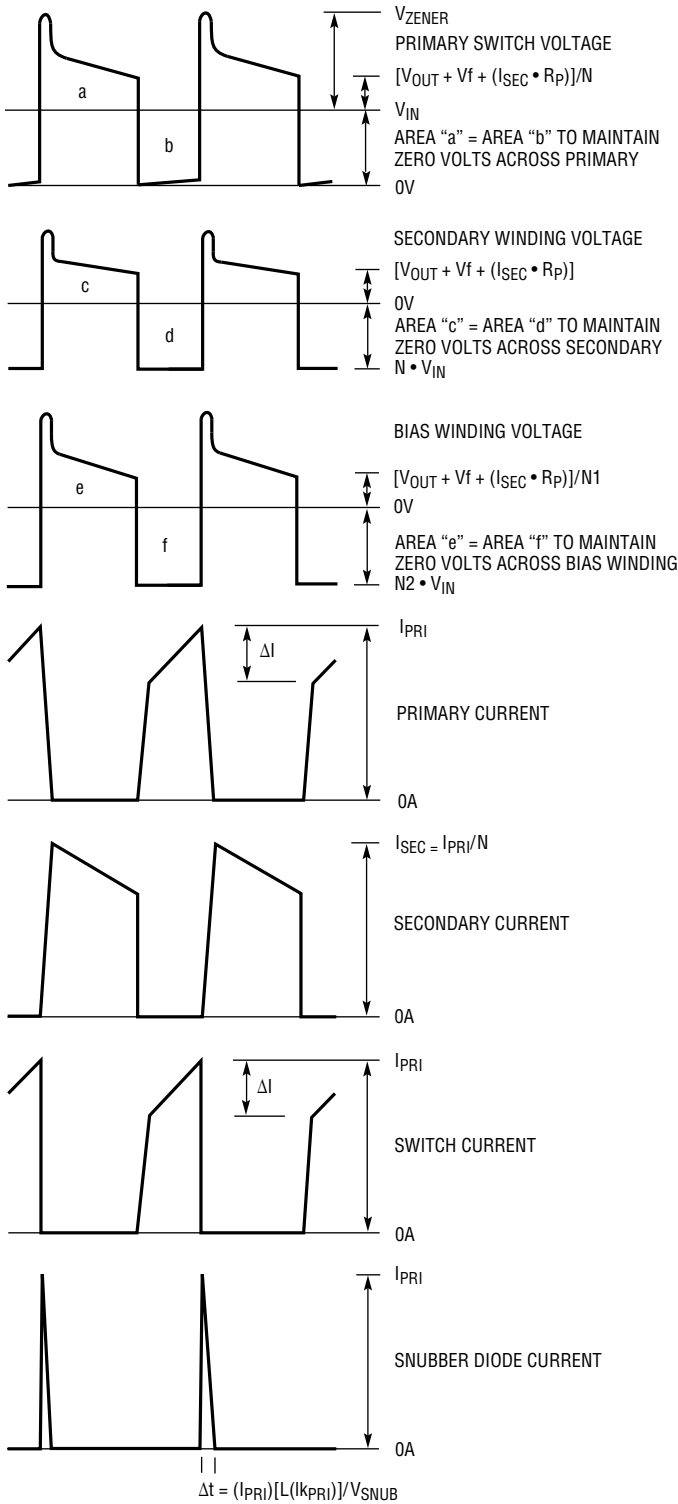 V_ZENER
PRIMARY SWITCH VOLTAGE
[V_OUT + Vf + (I_SEC • R_P)]/N
a
V_IN
b
AREA “a” = AREA “b” TO MAINTAIN
ZERO VOLTS ACROSS PRIMARY
0V
SECONDARY WINDING VOLTAGE
[V_OUT + Vf + (I_SEC • R_P)]
c
0V
d
AREA “c” = AREA “d” TO MAINTAIN
ZERO VOLTS ACROSS SECONDARY
N • V_IN
BIAS WINDING VOLTAGE
[V_OUT + Vf + (I_SEC • R_P)]/N1
e
0V
f
AREA “e” = AREA “f” TO MAINTAIN
ZERO VOLTS ACROSS BIAS WINDING
N2 • V_IN
I_PRI
ΔI
PRIMARY CURRENT
0A
I_SEC = I_PRI/N
SECONDARY CURRENT
0A
I_PRI
ΔI
SWITCH CURRENT
0A
I_PRI
SNUBBER DIODE CURRENT
0A
Δt = (I_PRI)[L(lk_PRI)]/V_SNUB